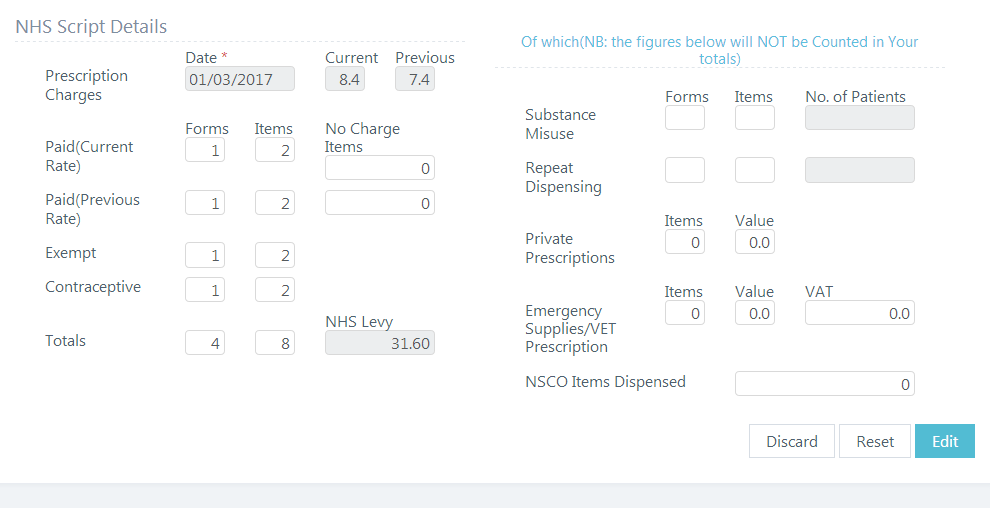 NHS Script Details
Date * Current Previous
Prescription 01/03/2017 8.4 7.4
Charges
Forms Items No Charge
Paid(Current 1 2 Items
Rate) 0
Paid(Previous 1 2 0
Rate)
Exempt 1 2
Contraceptive 1 2
NHS Levy
Totals 4 8 31.60
Of which(NB: the figures below will NOT be Counted in Your
totals)
Forms Items No. of Patients
Substance
Misuse
Repeat
Dispensing
Items Value
Private 0 0.0
Prescriptions
Items Value VAT
Emergency 0 0.0 0.0
Supplies/VET
Prescription
NSCO Items Dispensed 0
Discard Reset Edit